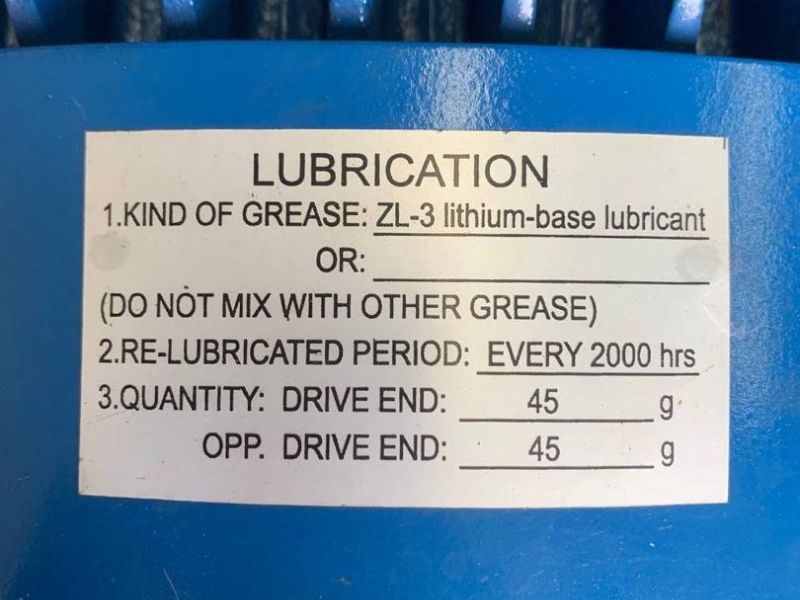 LUBRICATION
1.KIND OF GREASE: ZL-3 lithium-base lubricant
OR:
(DO NOT MIX WITH OTHER GREASE)
2.RE-LUBRICATED PERIOD: EVERY 2000 hrs
3.QUANTITY: DRIVE END: 45 g
OPP. DRIVE END: 45 g